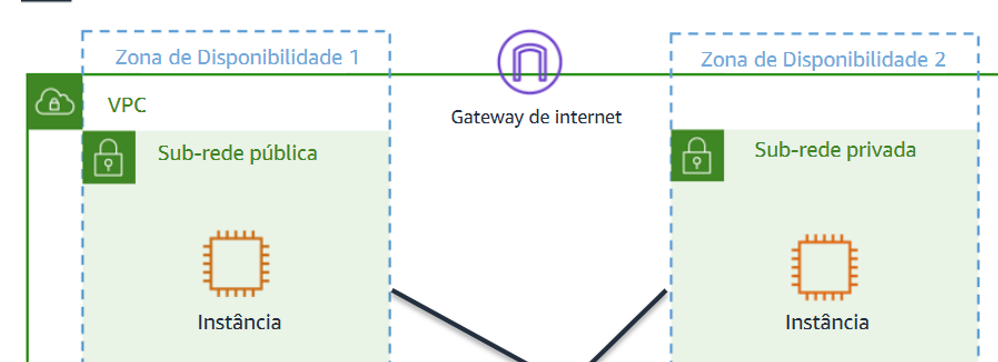 Zona de Disponibilidade 1
Zona de Disponibilidade 2
VPC
Gateway de internet
Sub-rede pública
Sub-rede privada
Instância
Instância